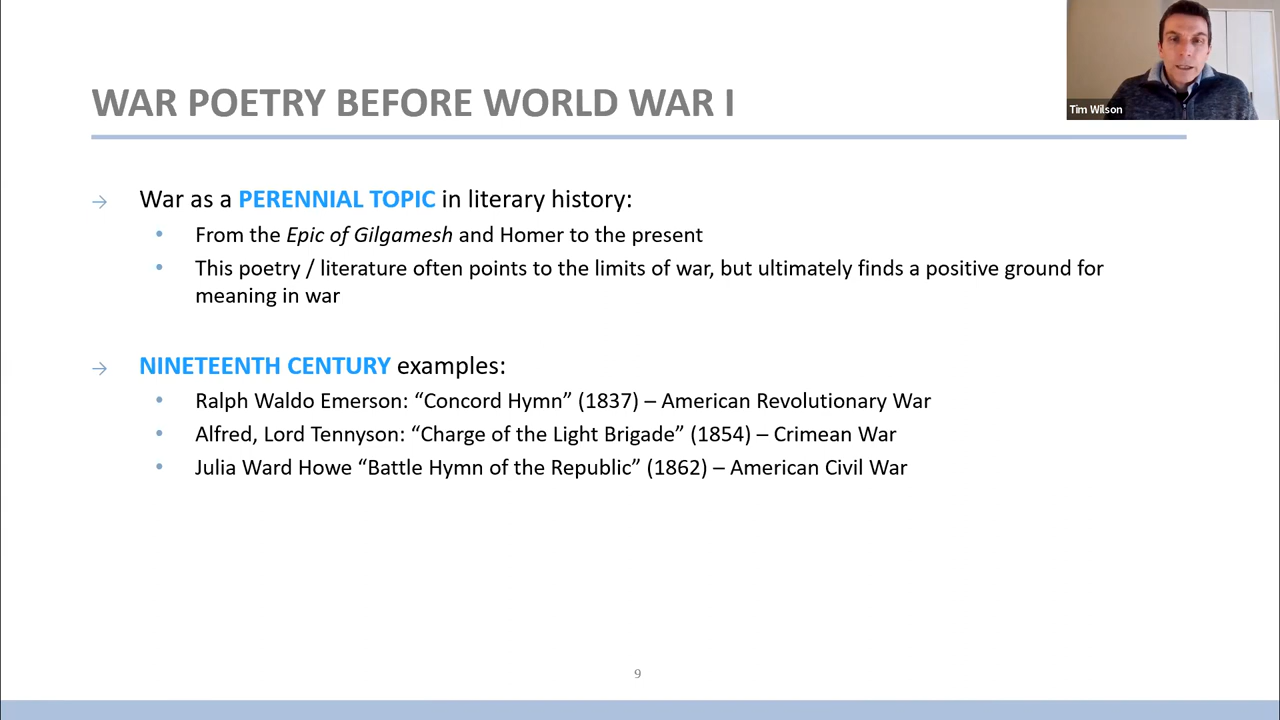 WAR POETRY BEFORE WORLD WAR I
Tim Wilson
→ War as a PERENNIAL TOPIC in literary history:
• From the Epic of Gilgamesh and Homer to the present
• This poetry / literature often points to the limits of war, but ultimately finds a positive ground for
meaning in war
→ NINETEENTH CENTURY examples:
• Ralph Waldo Emerson: “Concord Hymn” (1837) – American Revolutionary War
• Alfred, Lord Tennyson: “Charge of the Light Brigade” (1854) – Crimean War
• Julia Ward Howe “Battle Hymn of the Republic” (1862) – American Civil War
9